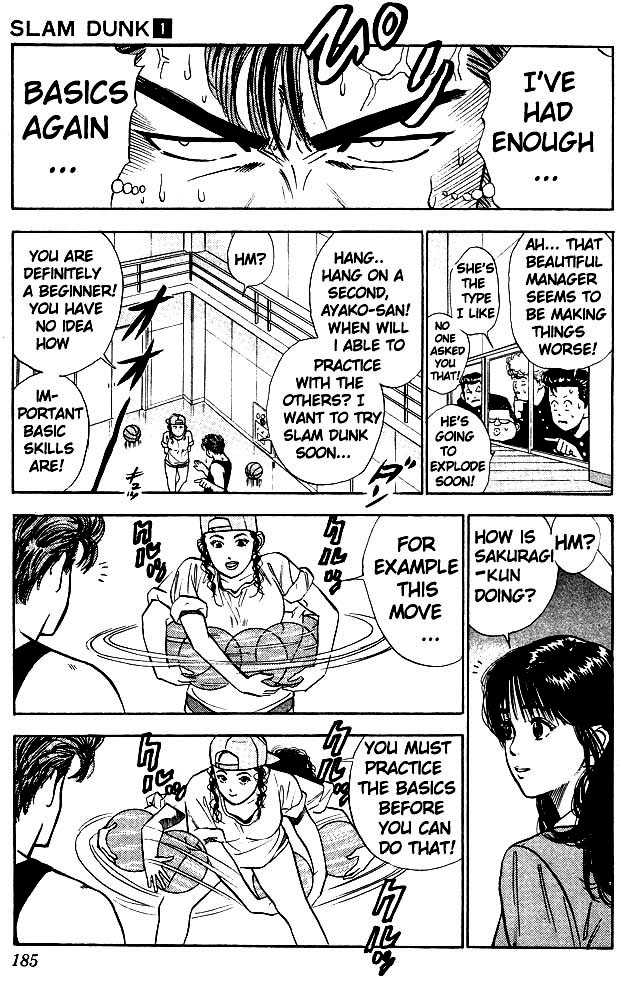 SLAM DUNK 1
I'VE
HAD
ENOUGH
...
BASICS
AGAIN
...
ピリ
AH... THAT
BEAUTIFUL
MANAGER
SEEMS TO
BE MAKING
THINGS
WORSE!
SHE'S
THE
TYPE
I LIKE
NO
ONE
ASKED
YOU
THAT!
HE'S
GOING
TO
EXPLODE
SOON!
HANG..
HANG ON A
SECOND,
AYAKO-SAN!
WHEN WILL
I ABLE TO
PRACTICE
WITH THE
OTHERS? I
WANT TO TRY
SLAM DUNK
SOON...
HM?
YOU ARE
DEFINITELY
A BEGINNER!
YOU HAVE
NO IDEA
HOW
IM-
PORTANT
BASIC
SKILLS
ARE!
HM?
HOW IS
SAKURAGI
-KUN
DOING?
FOR
EXAMPLE
THIS
MOVE
...
YOU MUST
PRACTICE
THE BASICS
BEFORE
YOU CAN
DO THAT!
185